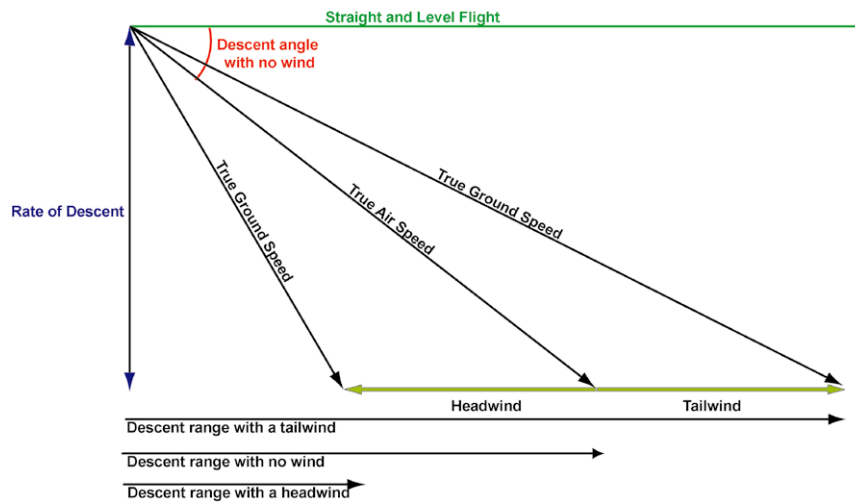 Straight and Level Flight
Descent angle
with no wind
True Ground Speed
True Air Speed
True Ground Speed
Rate of Descent
Headwind
Tailwind
Descent range with a tailwind
Descent range with no wind
Descent range with a headwind